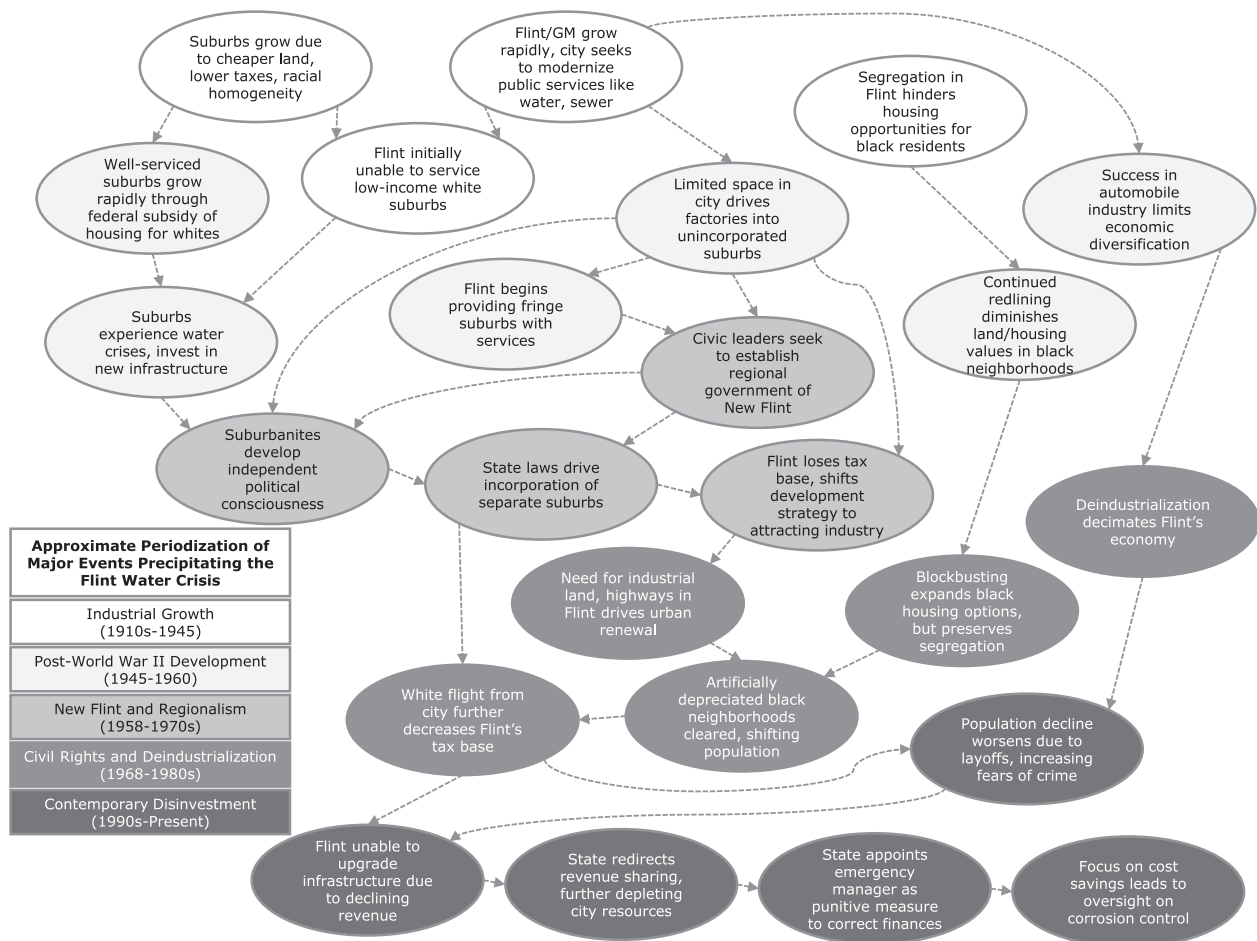 Suburbs grow due
to cheaper land,
lower taxes, racial
homogeneity
Flint/GM grow
rapidly, city seeks
to modernize
public services like
water, sewer
Segregation in
Flint hinders
housing
opportunities for
black residents
Well-serviced
suburbs grow
rapidly through
federal subsidy of
housing for whites
Flint initially
unable to service
low-income white
suburbs
Limited space in
city drives
factories into
unincorporated
suburbs
Success in
automobile
industry limits
economic
diversification
Suburbs
experience water
crises, invest in
new infrastructure
Flint begins
providing fringe
suburbs with
services
Civic leaders seek
to establish
regional
government of
New Flint
Continued
redlining
diminishes
land/housing
values in black
neighborhoods
Suburbanites
develop
independent
political
consciousness
State laws drive
incorporation of
separate suburbs
Flint loses tax
base, shifts
development
strategy to
attracting industry
Deindustrialization
decimates Flint's
economy
Need for industrial
land, highways in
Flint drives urban
renewal
Blockbusting
expands black
housing options,
but preserves
segregation
White flight from
city further
decreases Flint's
tax base
Artificially
depreciated black
neighborhoods
cleared, shifting
population
Population decline
worsens due to
layoffs, increasing
fears of crime
Approximate Periodization of
Major Events Precipitating the
Flint Water Crisis
Industrial Growth
(1910s-1945)
Post-World War II Development
(1945-1960)
New Flint and Regionalism
(1958-1970s)
Civil Rights and Deindustrialization
(1968-1980s)
Contemporary Disinvestment
(1990s-Present)
Flint unable to
upgrade
infrastructure due
to declining
revenue
State redirects
revenue sharing,
further depleting
city resources
State appoints
emergency
manager as
punitive measure
to correct finances
Focus on cost
savings leads to
oversight on
corrosion control